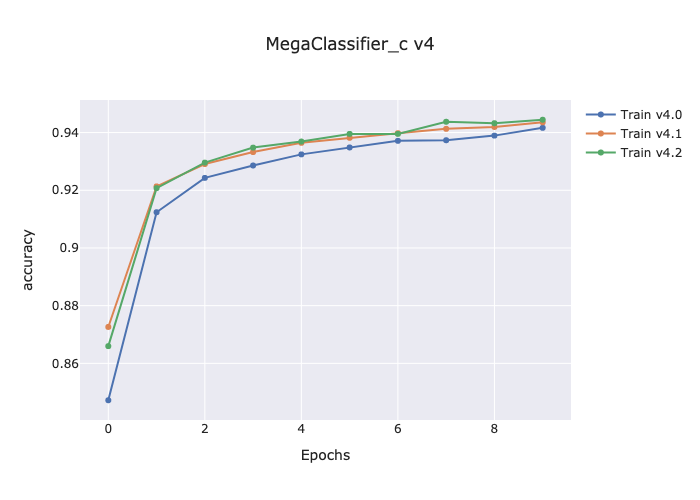 MegaClassifier_c v4
Train v4.0
Train v4.1
Train v4.2
accuracy
0.94
0.92
0.9
0.88
0.86
0 2 4 6 8
Epochs